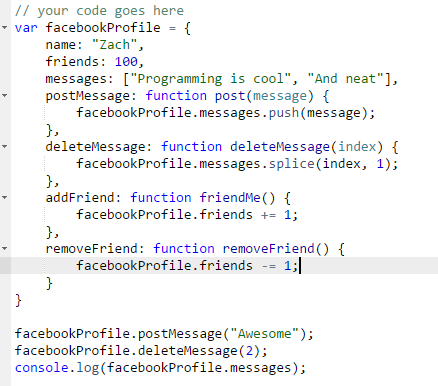 // your code goes here
var facebookProfile = {
    name: "Zach",
    friends: 100,
    messages: ["Programming is cool", "And neat"],
    postMessage: function post(message) {
        facebookProfile.messages.push(message);
    },
    deleteMessage: function deleteMessage(index) {
        facebookProfile.messages.splice(index, 1);
    },
    addFriend: function friendMe() {
        facebookProfile.friends += 1;
    },
    removeFriend: function removeFriend() {
        facebookProfile.friends -= 1;
    }
}

facebookProfile.postMessage("Awesome");
facebookProfile.deleteMessage(2);
console.log(facebookProfile.messages);